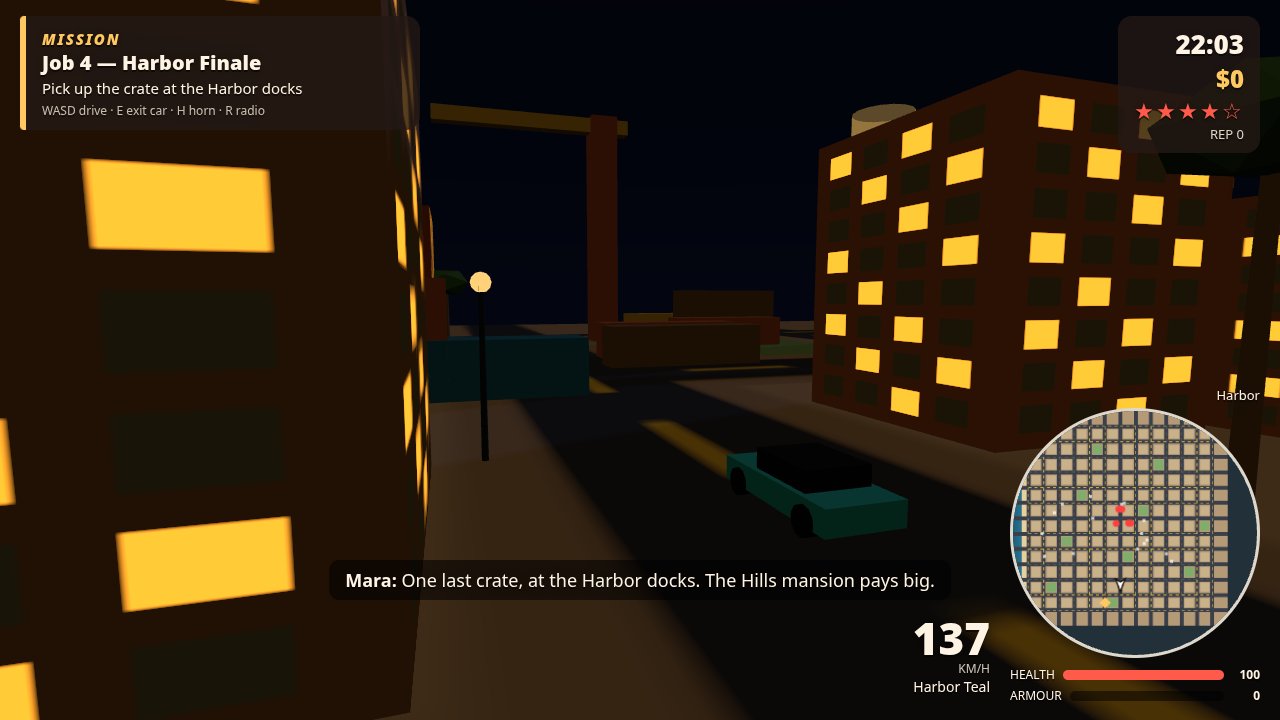 MISSION
Job 4 — Harbor Finale
Pick up the crate at the Harbor docks
WASD drive · E exit car · H horn · R radio
22:03
$0
★★★★☆
REP 0
Harbor
Mara: One last crate, at the Harbor docks. The Hills mansion pays big.
137
KM/H
Harbor Teal
HEALTH 100
ARMOUR 0